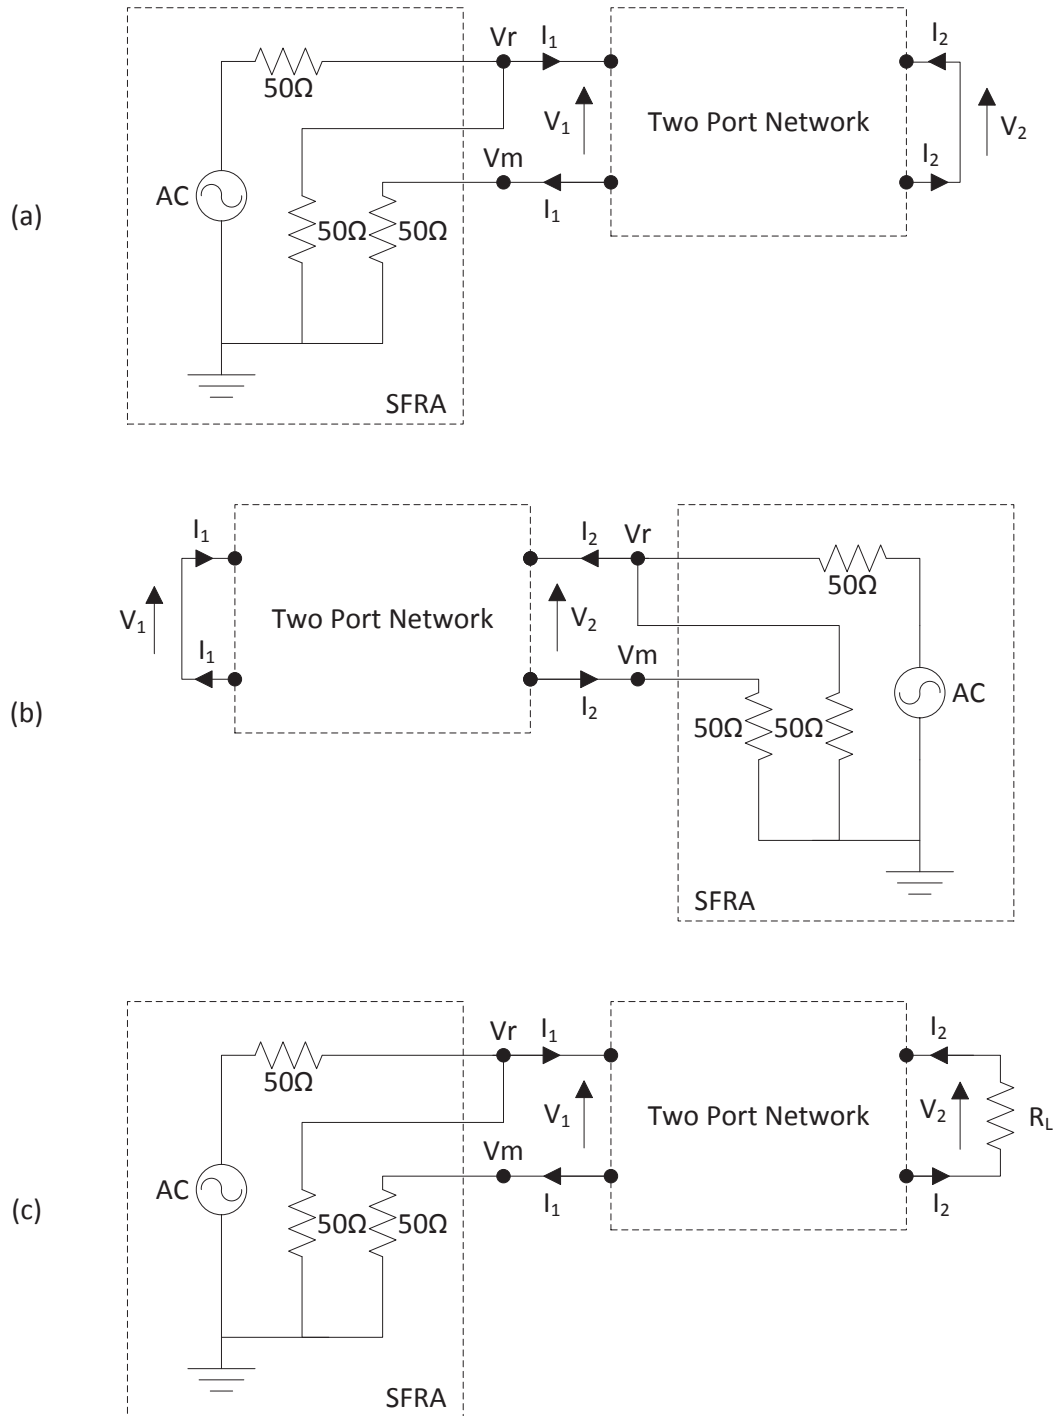 (a)
Vr
I1
50Ω
V1
Two Port Network
I2
V2
Vm
I2
AC
I1
50Ω
50Ω
SFRA
(b)
I1
I2
Vr
50Ω
V1
Two Port Network
V2
I1
Vm
I2
AC
50Ω
50Ω
SFRA
(c)
Vr
I1
50Ω
V1
Two Port Network
I2
V2
RL
Vm
I2
AC
I1
50Ω
50Ω
SFRA